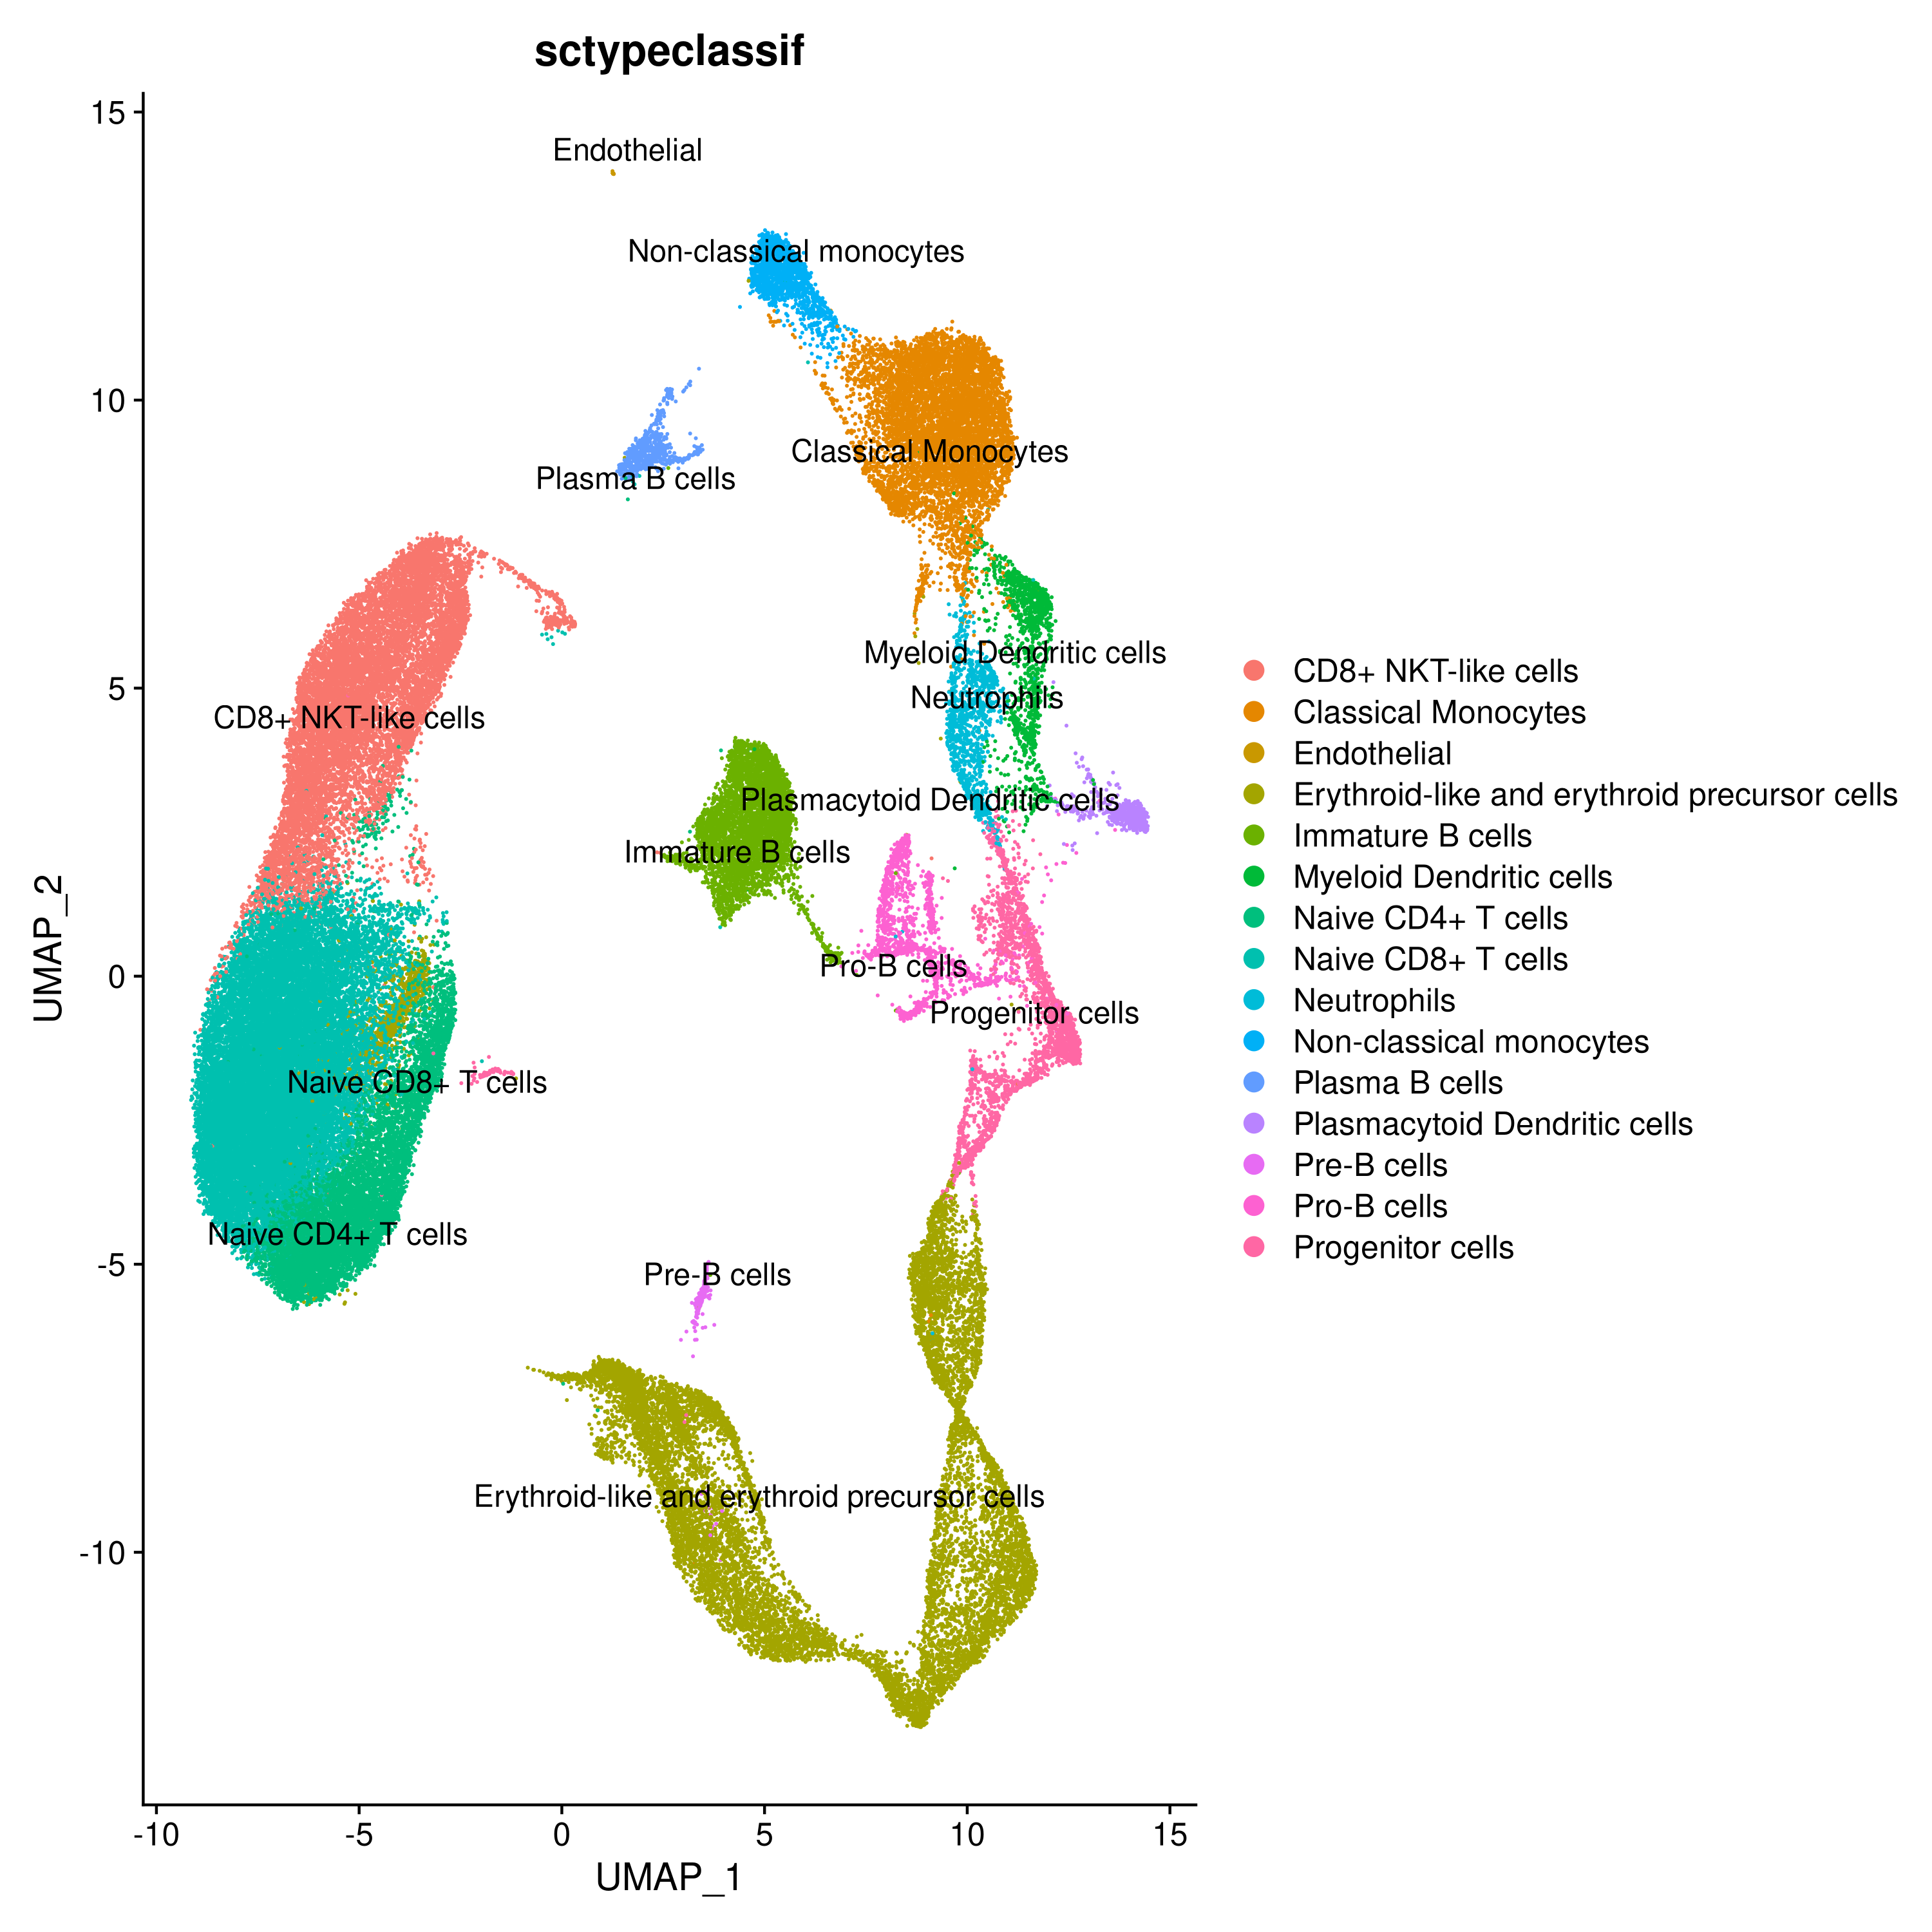 sctypeclassif
15
10
5
0
-5
-10
UMAP_2
Endothelial
Non-classical monocytes
Classical Monocytes
Plasma B cells
Myeloid Dendritic cells
Neutrophils
CD8+ NKT-like cells
Plasmacytoid Dendritic cells
Immature B cells
Pro-B cells
Progenitor cells
Naive CD8+ T cells
Naive CD4+ T cells
Pre-B cells
Erythroid-like and erythroid precursor cells
-10
-5
0
5
10
15
UMAP_1
CD8+ NKT-like cells
Classical Monocytes
Endothelial
Erythroid-like and erythroid precursor cells
Immature B cells
Myeloid Dendritic cells
Naive CD4+ T cells
Naive CD8+ T cells
Neutrophils
Non-classical monocytes
Plasma B cells
Plasmacytoid Dendritic cells
Pre-B cells
Pro-B cells
Progenitor cells